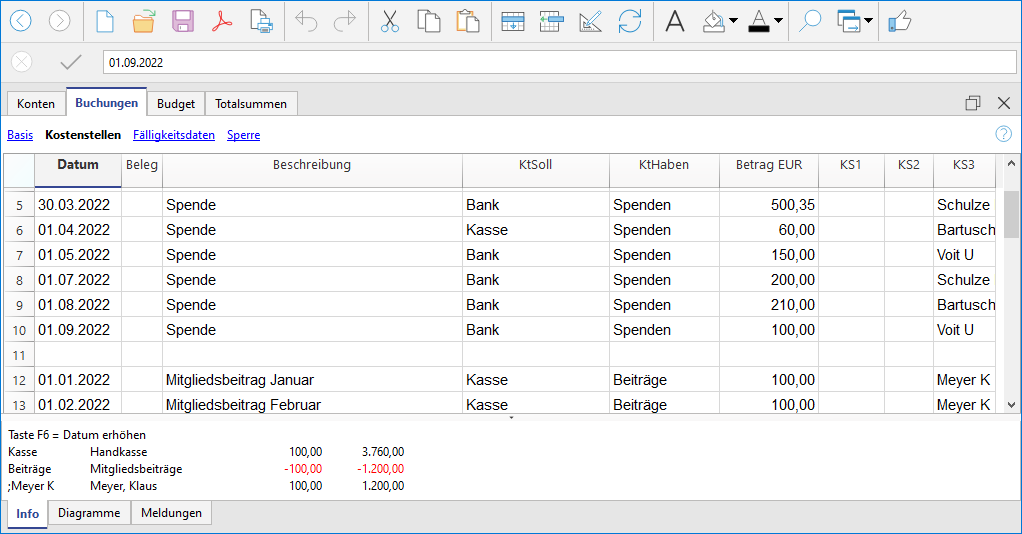 01.09.2022
Konten Buchungen Budget Totalsummen
Basis Kostenstellen Fälligkeitsdaten Sperre
Datum Beleg Beschreibung KtSoll KtHaben Betrag EUR KS1 KS2 KS3
5 30.03.2022 Spende Bank Spenden 500,35 Schulze
6 01.04.2022 Spende Kasse Spenden 60,00 Bartusch
7 01.05.2022 Spende Bank Spenden 150,00 Voit U
8 01.07.2022 Spende Bank Spenden 200,00 Schulze
9 01.08.2022 Spende Bank Spenden 210,00 Bartusch
10 01.09.2022 Spende Bank Spenden 100,00 Voit U
11
12 01.01.2022 Mitgliedsbeitrag Januar Kasse Beiträge 100,00 Meyer K
13 01.02.2022 Mitgliedsbeitrag Februar Kasse Beiträge 100,00 Meyer K
Taste F6 = Datum erhöhen
Kasse Handkasse 100,00 3.760,00
Beiträge Mitgliedsbeiträge -100,00 -1.200,00
;Meyer K Meyer, Klaus 100,00 1.200,00
Info Diagramme Meldungen